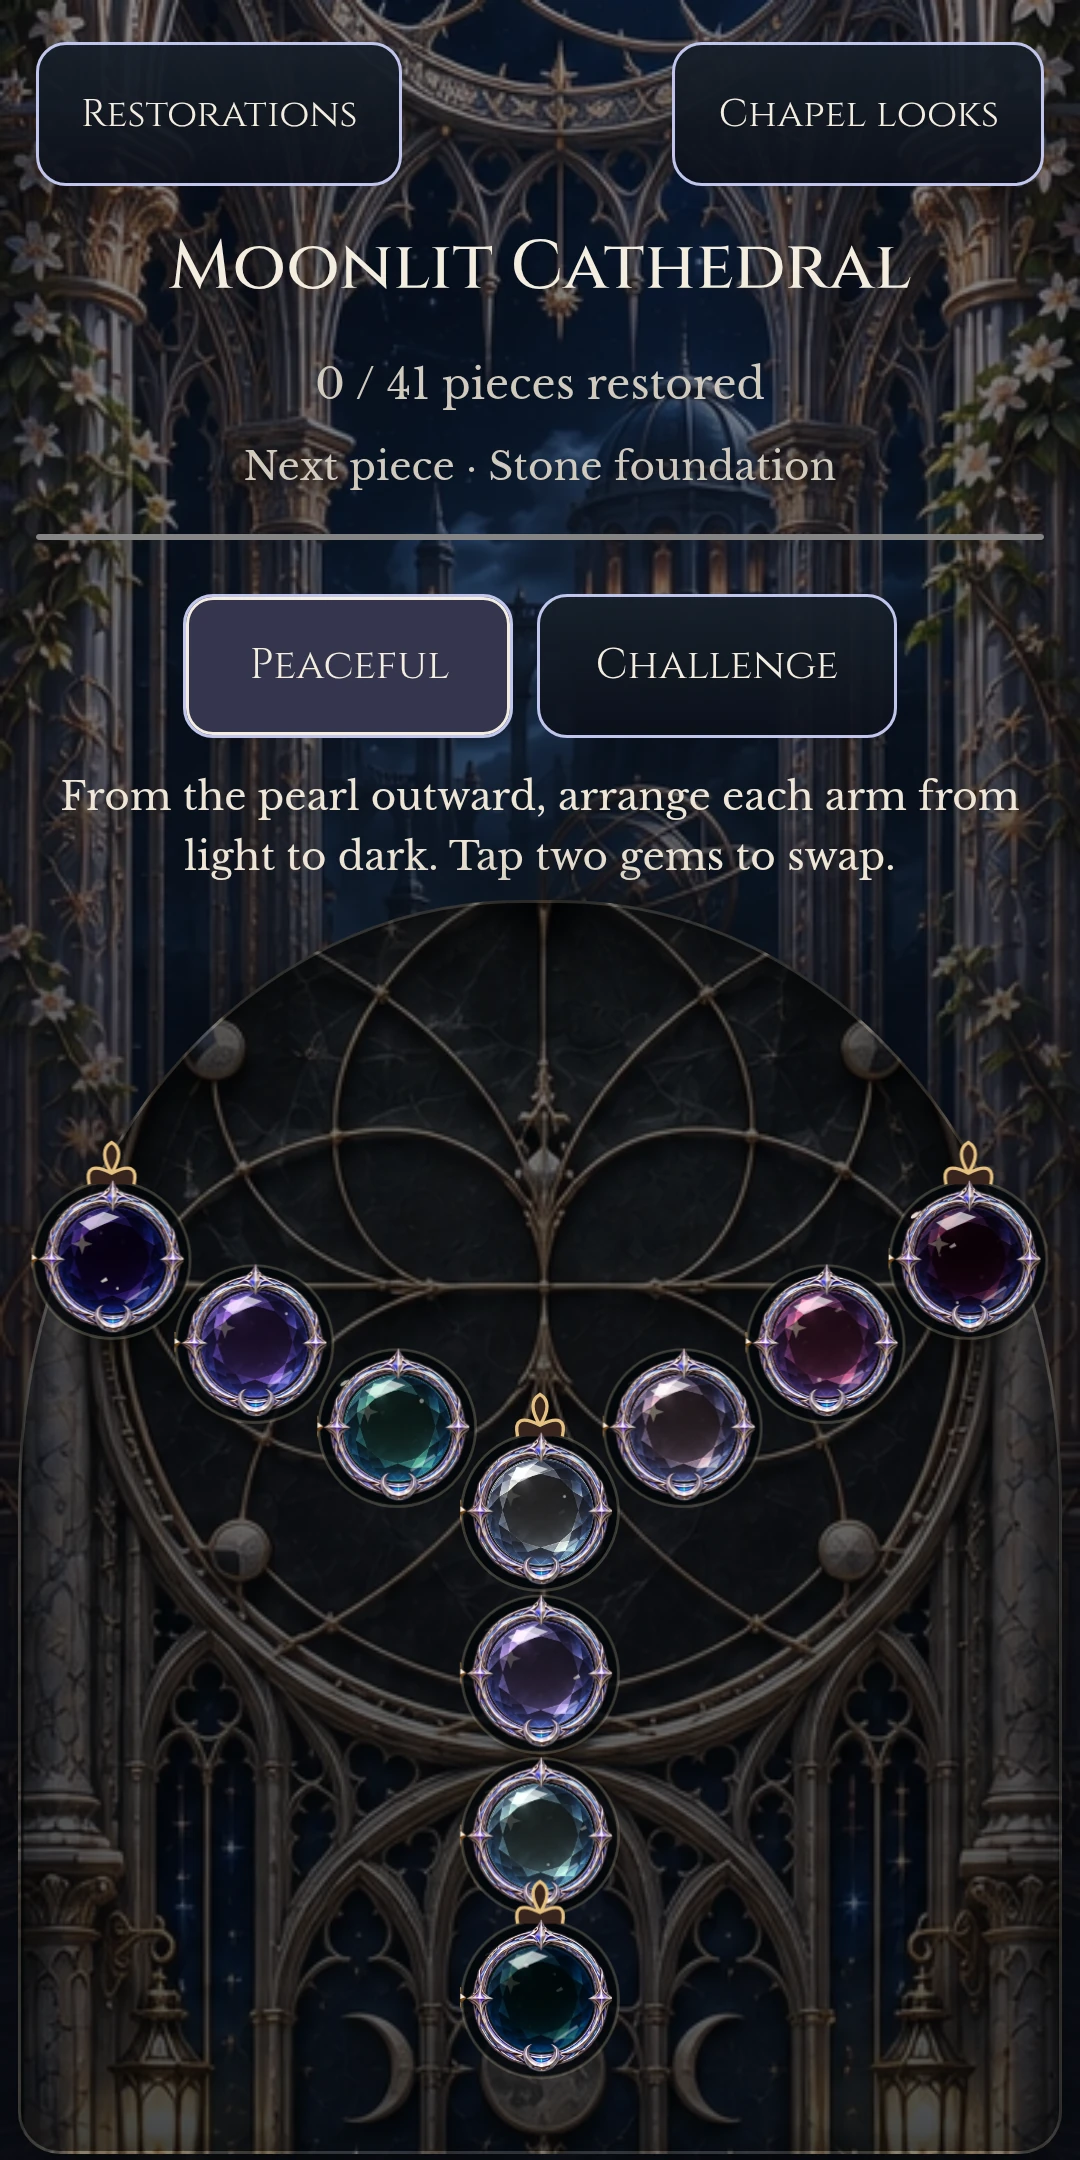 Restorations
Chapel looks
Moonlit Cathedral
0 / 41 pieces restored
Next piece · Stone foundation
Peaceful
Challenge
From the pearl outward, arrange each arm from
light to dark. Tap two gems to swap.